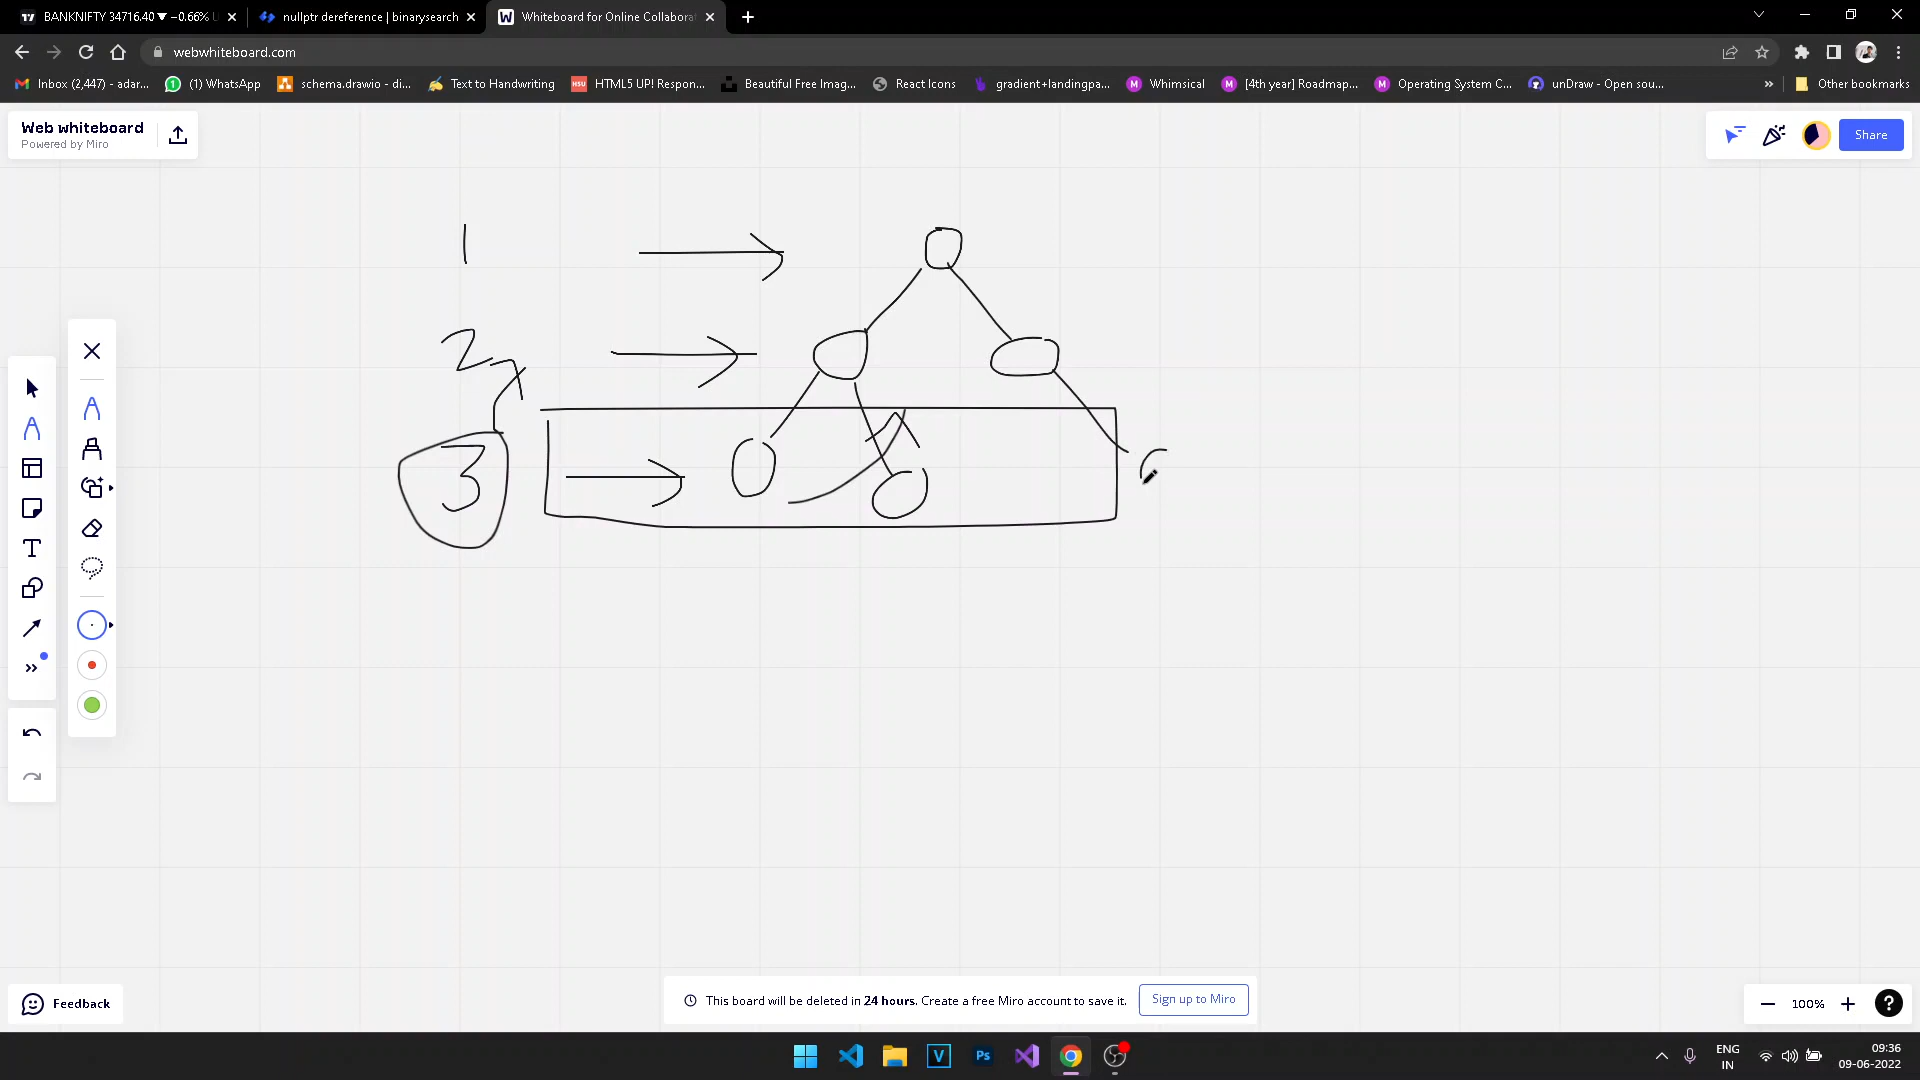 BANKNIFTY 34716.40 ▼ −0.66%
nullptr dereference | binarysearch
Whiteboard for Online Collabora
webwhiteboard.com
Inbox (2,447) - adar...
(1) WhatsApp
schema.drawio - di...
Text to Handwriting
HTML5 UP! Respon...
Beautiful Free Imag...
React Icons
gradient+landingpa...
Whimsical
[4th year] Roadmap...
Operating System C...
unDraw - Open sou...
Other bookmarks
Web whiteboard
Powered by Miro
Share
1
2
3
Feedback
This board will be deleted in 24 hours. Create a free Miro account to save it.
Sign up to Miro
100%
ENG
IN
09:36
09-06-2022